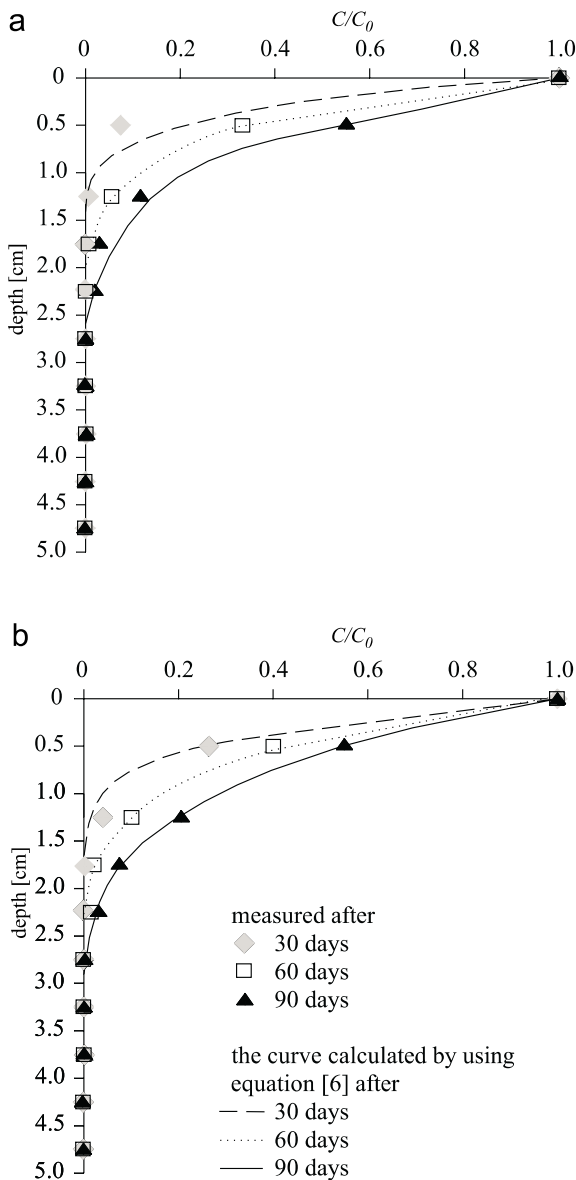 a
C/C0
0 0.2 0.4 0.6 0.8 1.0
0
0.5
1.0
1.5
2.0
2.5
3.0
3.5
4.0
4.5
5.0
depth [cm]
b
C/C0
0 0.2 0.4 0.6 0.8 1.0
0
0.5
1.0
1.5
2.0
2.5
3.0
3.5
4.0
4.5
5.0
depth [cm]
measured after
30 days
60 days
90 days
the curve calculated by using
equation [6] after
30 days
60 days
90 days